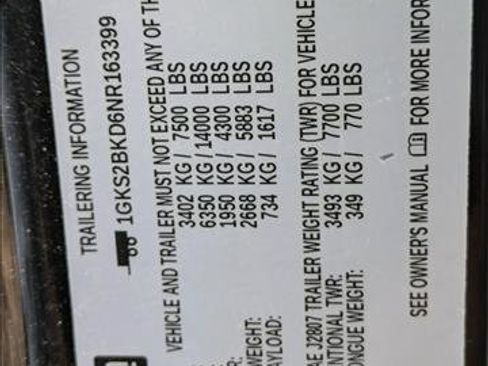 TRAILERING INFORMATION
1GKS2BKD6NR163399
VEHICLE AND TRAILER MUST NOT EXCEED ANY OF TH
3402 KG / 7500 LBS
6350 KG / 14000 LBS
1950 KG / 4300 LBS
WEIGHT: 2668 KG / 5883 LBS
AYLOAD: 734 KG / 1617 LBS
AE J2807 TRAILER WEIGHT RATING (TWR) FOR VEHICLE
NTIONAL TWR: 3493 KG / 7700 LBS
ONGUE WEIGHT: 349 KG / 770 LBS
SEE OWNER'S MANUAL FOR MORE INFOR